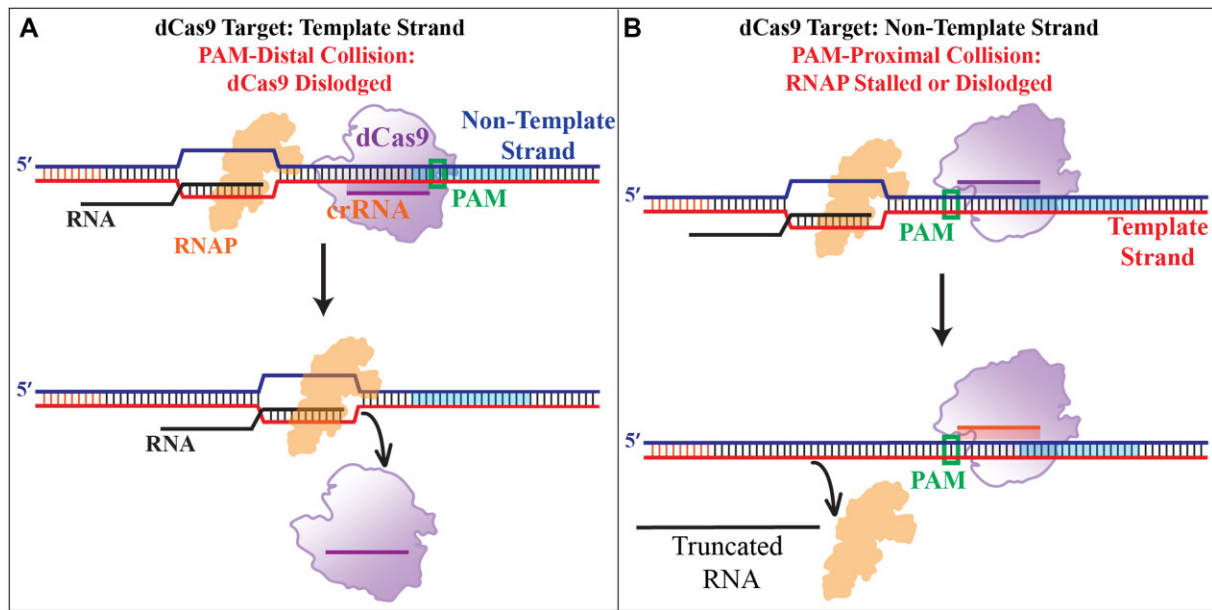 A
dCas9 Target: Template Strand
PAM-Distal Collision:
dCas9 Dislodged
dCas9
Non-Template
Strand
5′
RNA
RNAP
crRNA
PAM
5′
RNA
B
dCas9 Target: Non-Template Strand
PAM-Proximal Collision:
RNAP Stalled or Dislodged
5′
PAM
Template
Strand
5′
PAM
Truncated
RNA